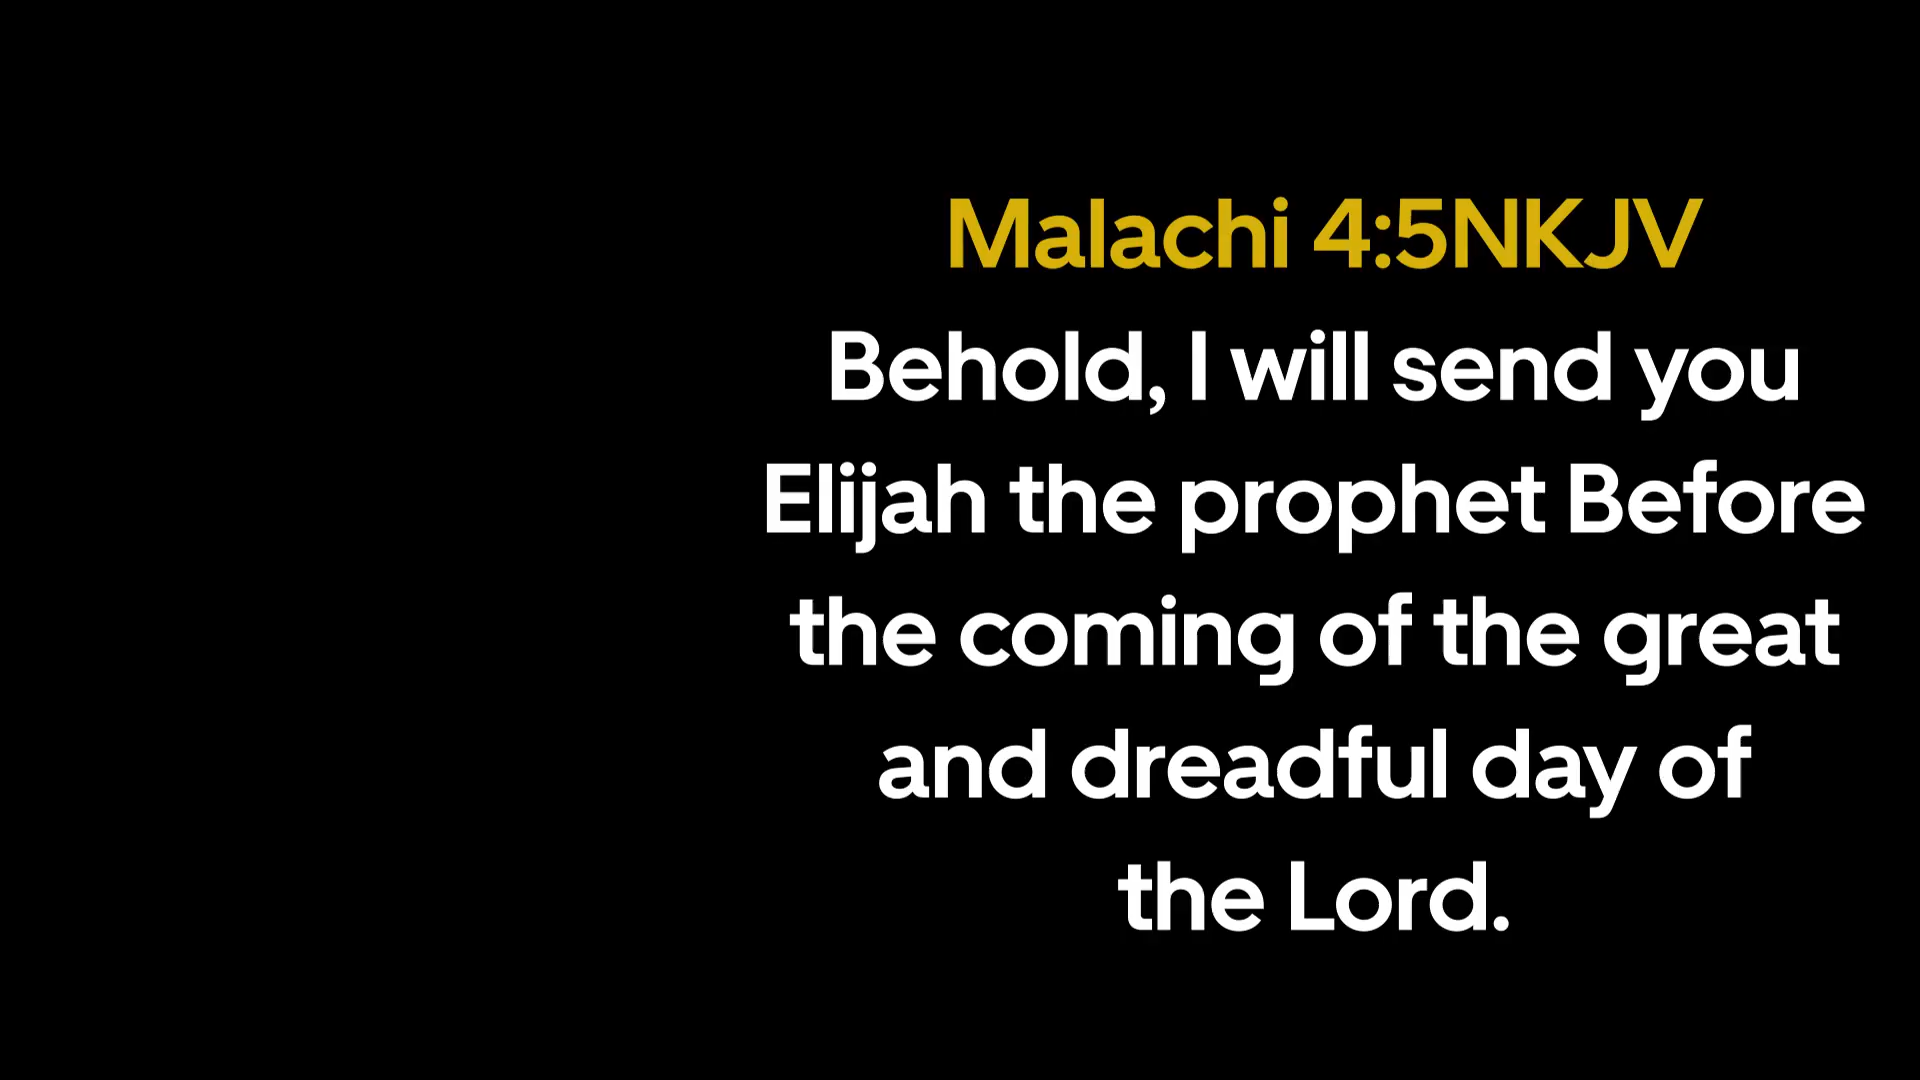 Malachi 4:5NKJV
Behold, I will send you
Elijah the prophet Before
the coming of the great
and dreadful day of
the Lord.